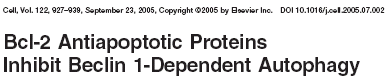 Cell, Vol. 122, 927–939, September 23, 2005, Copyright ©2005 by Elsevier Inc. DOI 10.1016/j.cell.2005.07.002
Bcl-2 Antiapoptotic Proteins
Inhibit Beclin 1-Dependent Autophagy